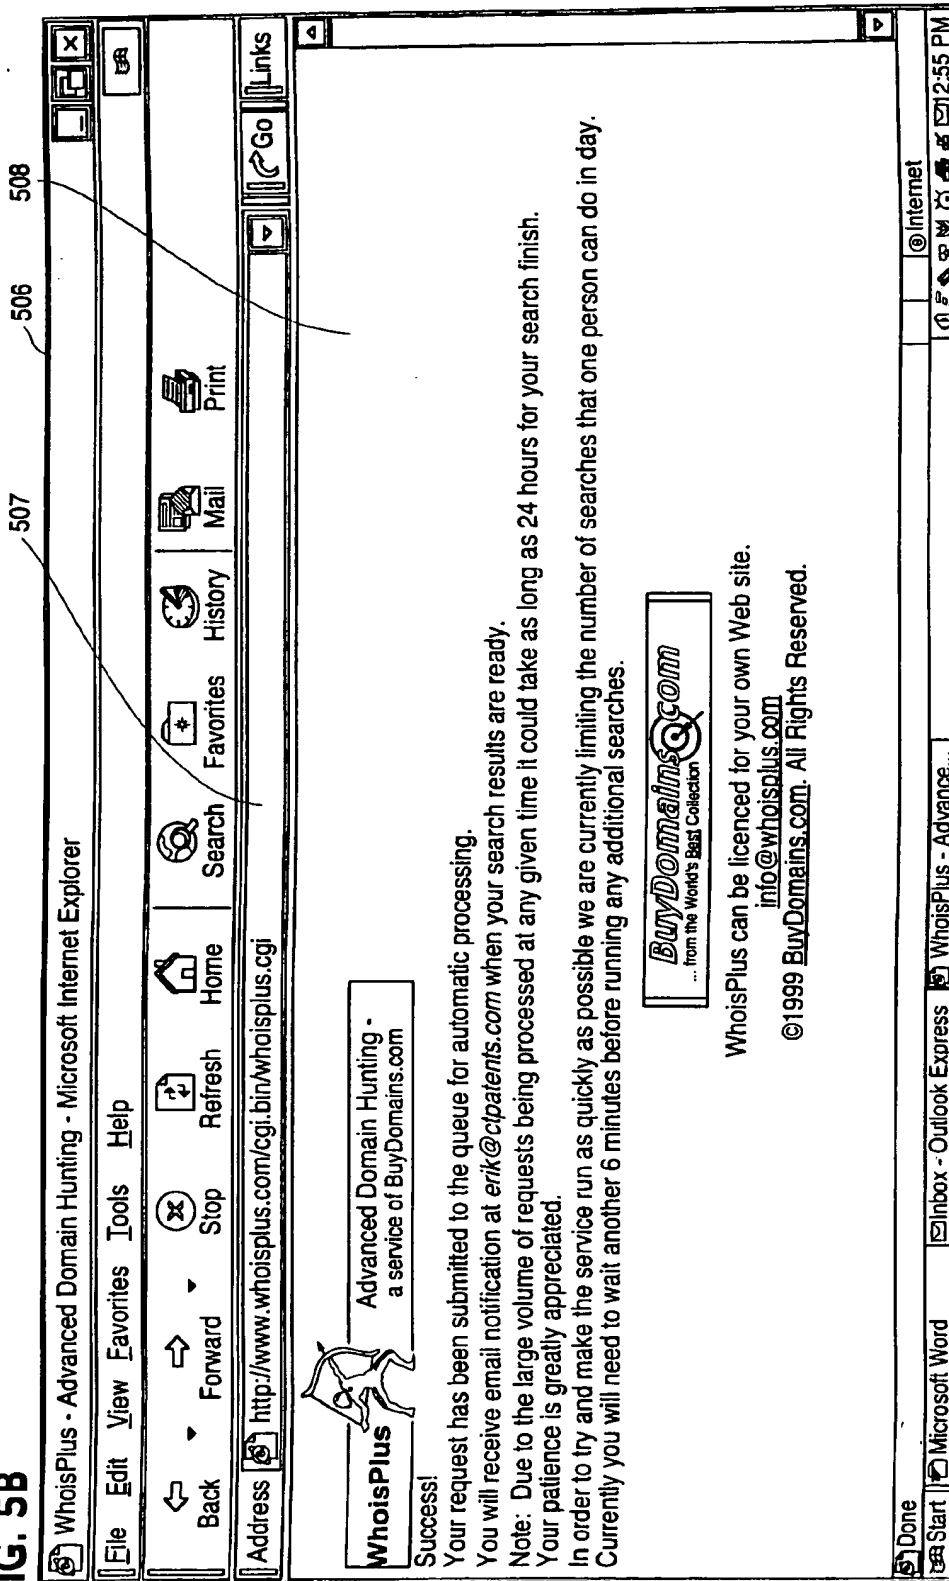 IG. 5B
506
507
508
WhoisPlus - Advanced Domain Hunting - Microsoft Internet Explorer
File Edit View Favorites Tools Help
Back Forward Stop Refresh Home Search Favorites History Mail Print
Address http://www.whoisplus.com/cgi.bin/whoisplus.cgi Go Links
WhoisPlus
Advanced Domain Hunting -
a service of BuyDomains.com
Success!
Your request has been submitted to the queue for automatic processing.
You will receive email notification at erik@ctpatents.com when your search results are ready.
Note: Due to the large volume of requests being processed at any given time it could take as long as 24 hours for your search finish.
Your patience is greatly appreciated.
In order to try and make the service run as quickly as possible we are currently limiting the number of searches that one person can do in day.
Currently you will need to wait another 6 minutes before running any additional searches.
BuyDomains.com
... from the World's Best Collection
WhoisPlus can be licenced for your own Web site.
info@whoisplus.com
©1999 BuyDomains.com. All Rights Reserved.
Done Internet
Start Microsoft Word Inbox - Outlook Express WhoisPlus - Advance... 12:55 PM